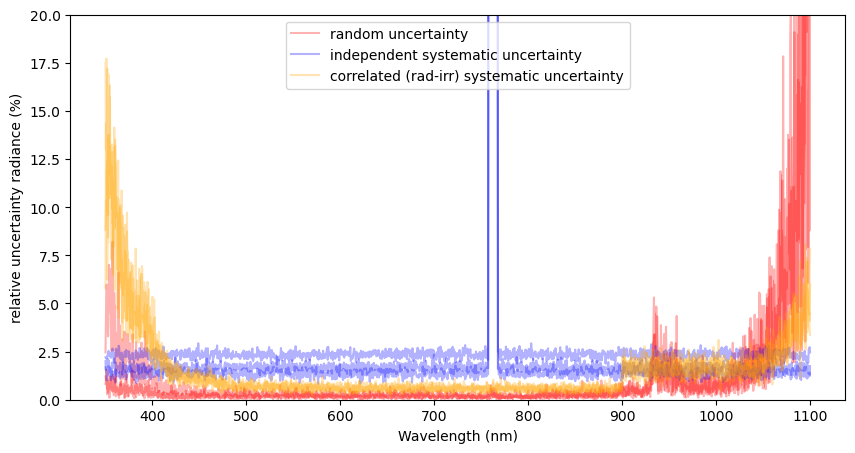 random uncertainty
independent systematic uncertainty
correlated (rad-irr) systematic uncertainty
relative uncertainty radiance (%)
20.0
17.5
15.0
12.5
10.0
7.5
5.0
2.5
0.0
400 500 600 700 800 900 1000 1100
Wavelength (nm)